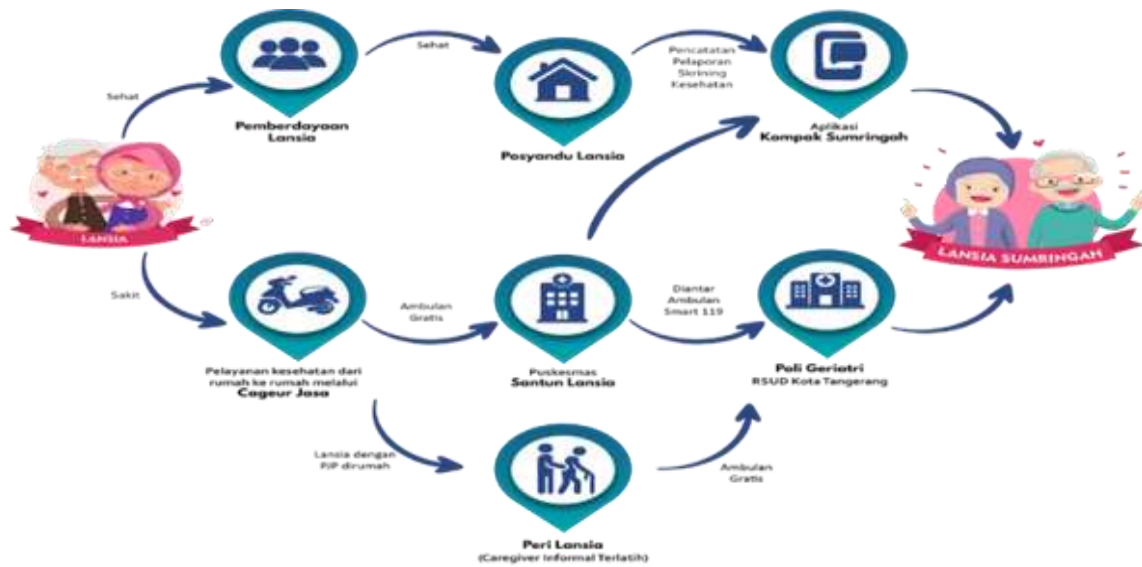 Sehat
Pemberdayaan
Lansia
Sehat
Posyandu Lansia
Pencatatan
Pelaporan
Skrining
Kesehatan
Aplikasi
Kompak Sumringah
LANSIA
LANSIA SUMRINGAH
Sakit
Pelayanan kesehatan dari
rumah ke rumah melalui
Cageur Jasa
Ambulan
Gratis
Puskesmas
Santun Lansia
Diantar
Ambulan
Smart 119
Poli Geriatri
RSUD Kota Tangerang
Lansia dengan
PJP dirumah
Peri Lansia
(Caregiver Informal Terlatih)
Ambulan
Gratis